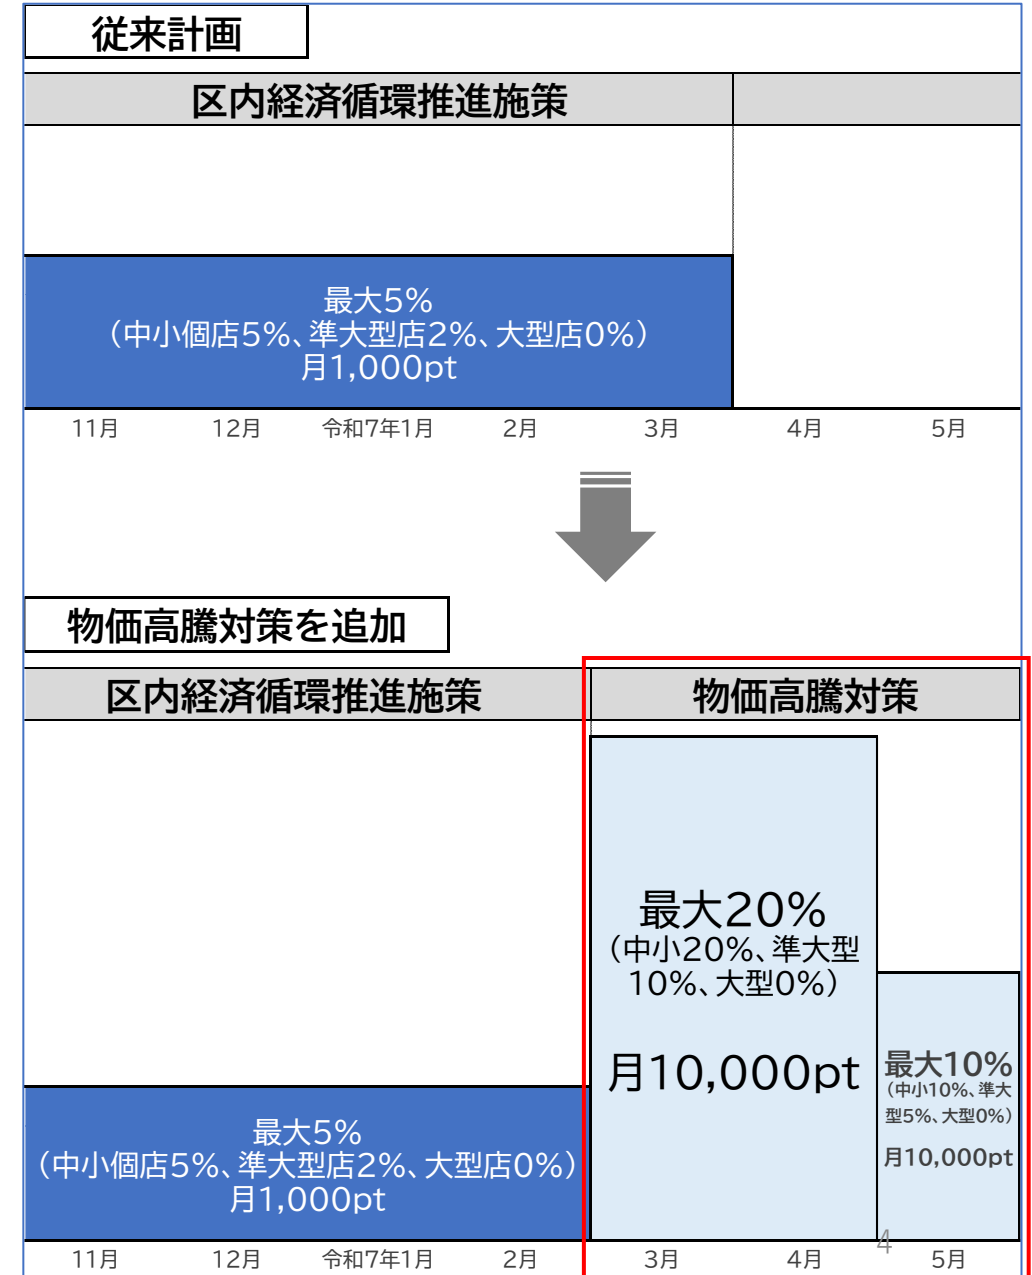 従来計画
区内経済循環推進施策
最大5%
（中小個店5%、準大型店2%、大型店0%）
月1,000pt
11月 12月 令和7年1月 2月 3月 4月 5月
物価高騰対策を追加
区内経済循環推進施策 物価高騰対策
最大20%
（中小20%、準大型
10%、大型0%）
月10,000pt
最大10%
（中小10%、準大
型5%、大型0%）
月10,000pt
最大5%
（中小個店5%、準大型店2%、大型店0%）
月1,000pt
4
11月 12月 令和7年1月 2月 3月 4月 5月